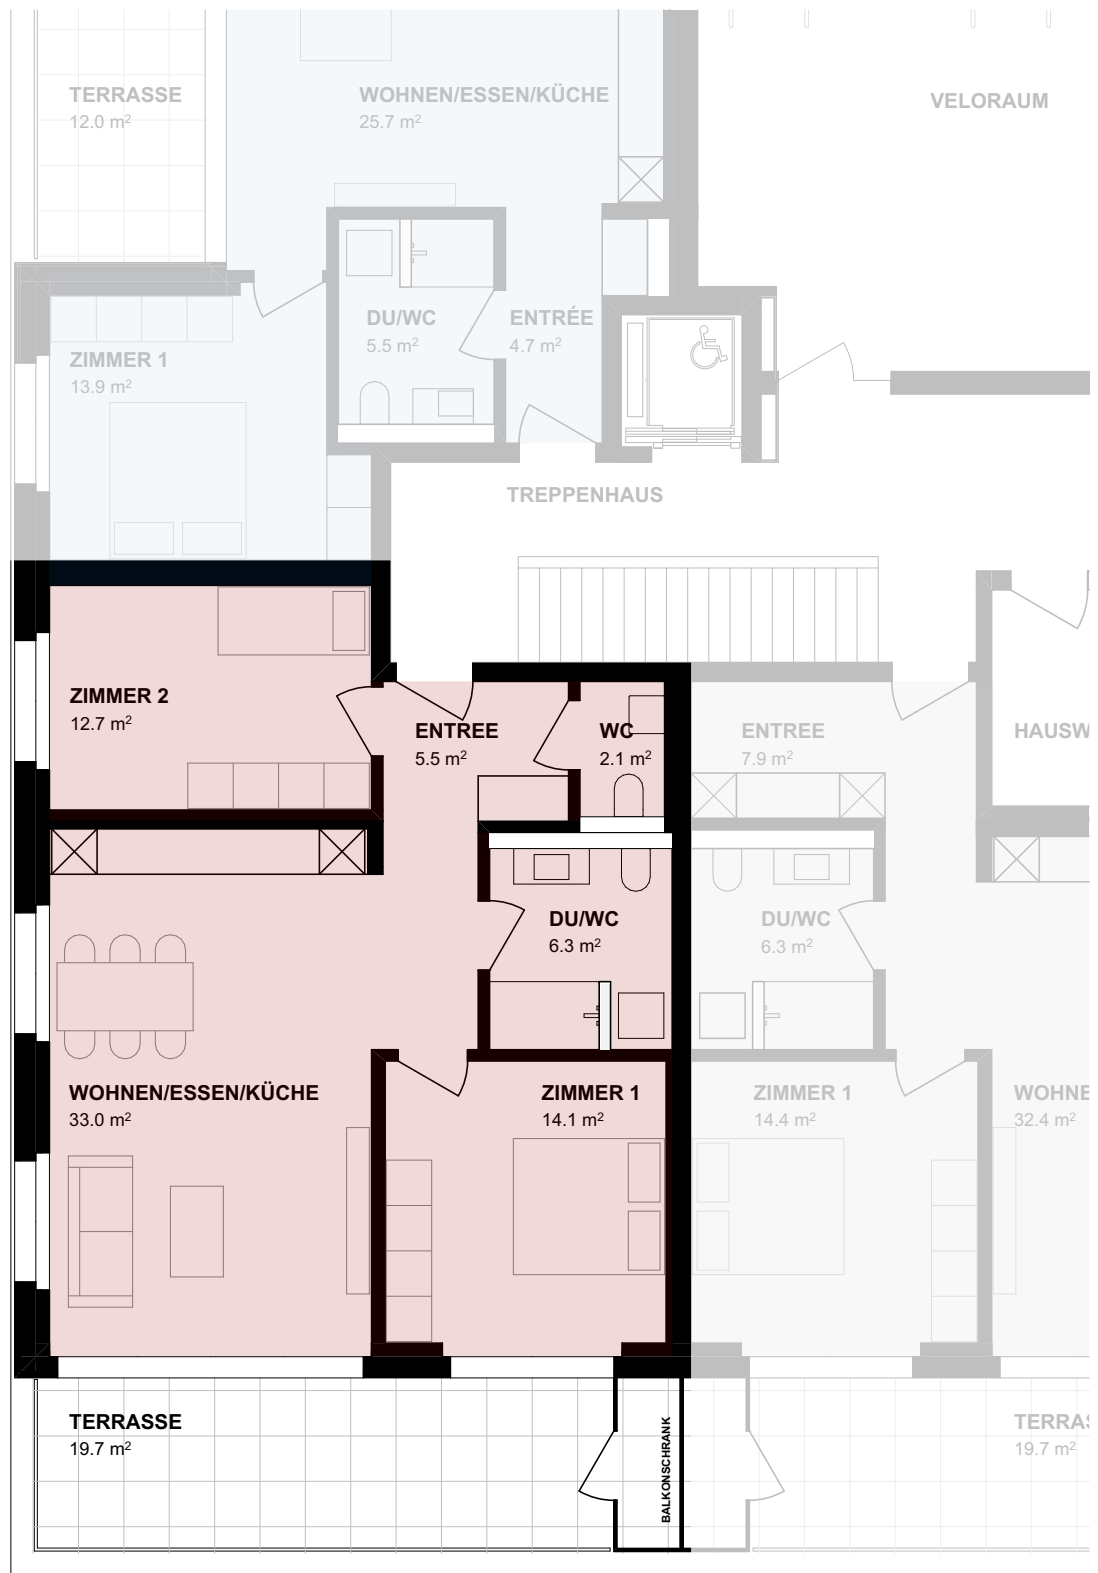 TERRASSE
12.0 m²
WOHNEN/ESSEN/KÜCHE
25.7 m²
VELORAUM
DU/WC
5.5 m²
ENTRÉE
4.7 m²
ZIMMER 1
13.9 m²
TREPPENHAUS
ZIMMER 2
12.7 m²
ENTREE
5.5 m²
WC
2.1 m²
ENTREE
7.9 m²
HAUSW
DU/WC
6.3 m²
DU/WC
6.3 m²
WOHNEN/ESSEN/KÜCHE
33.0 m²
ZIMMER 1
14.1 m²
ZIMMER 1
14.4 m²
WOHNE
32.4 m²
TERRASSE
19.7 m²
BALKONSCHRANK
TERRAS
19.7 m²